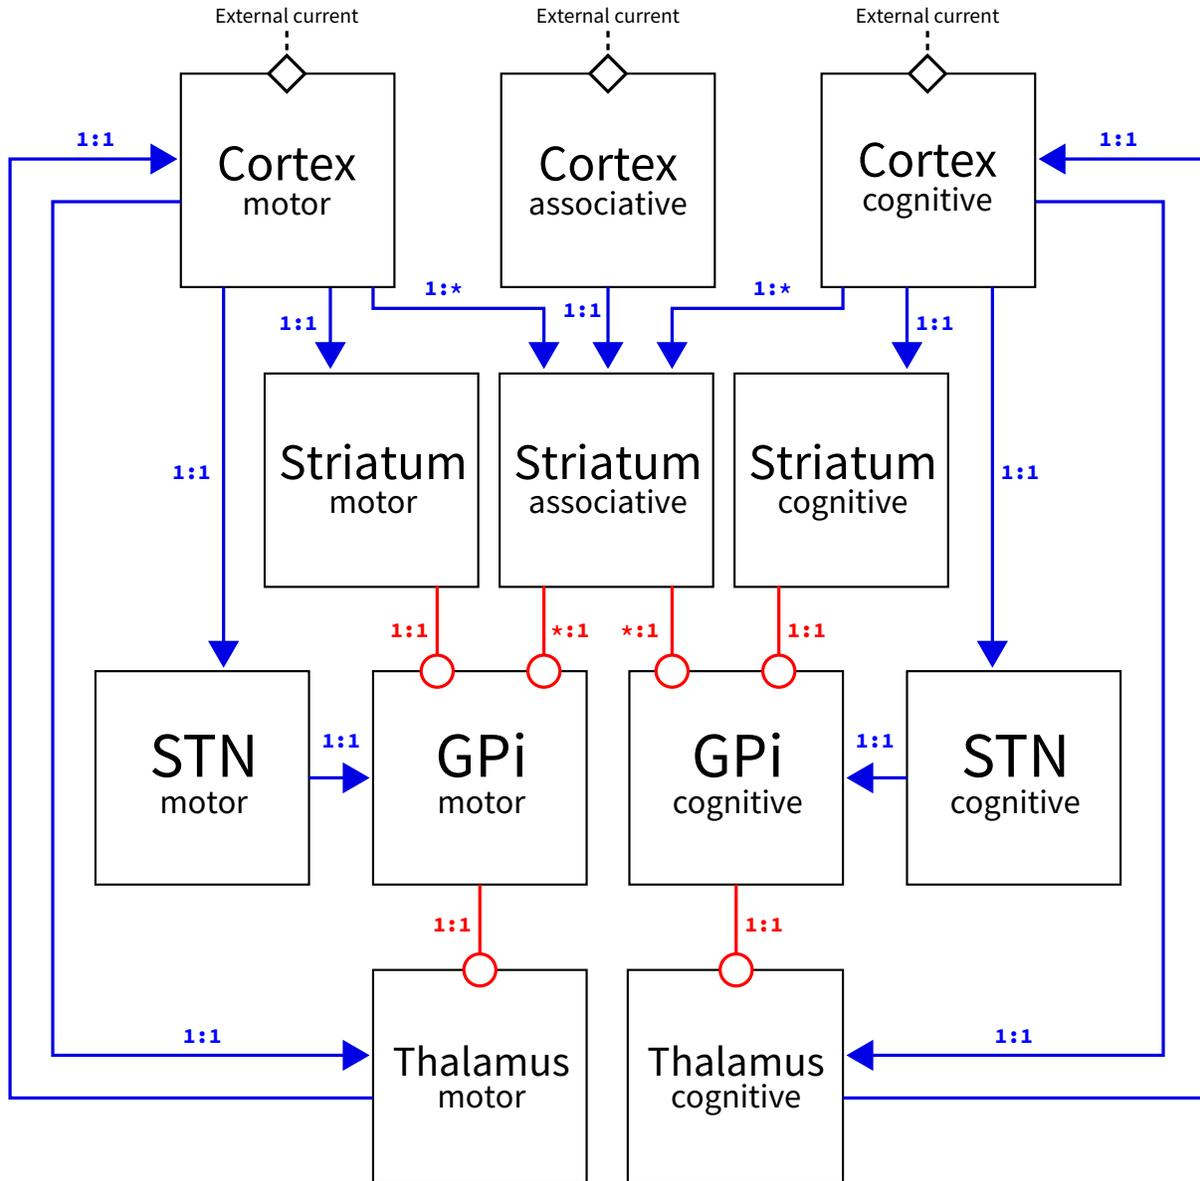 External current
External current
External current
1:1
1:1
Cortex
motor
Cortex
associative
Cortex
cognitive
1:*
1:*
1:1
1:1
1:1
Striatum
motor
Striatum
associative
Striatum
cognitive
1:1
1:1
1:1
*:1
*:1
1:1
STN
motor
1:1
GPi
motor
GPi
cognitive
1:1
STN
cognitive
1:1
1:1
1:1
1:1
Thalamus
motor
Thalamus
cognitive